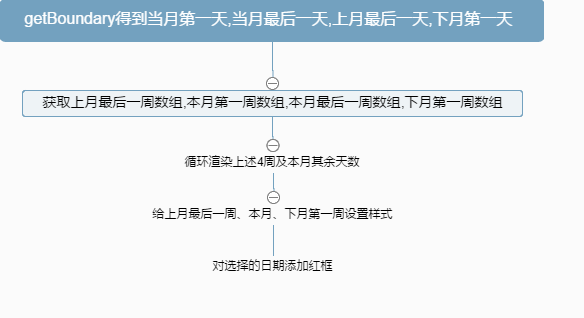 getBoundary得到当月第一天,当月最后一天,上月最后一天,下月第一天
获取上月最后一周数组,本月第一周数组,本月最后一周数组,下月第一周数组
循环渲染上述4周及本月其余天数
给上月最后一周、本月、下月第一周设置样式
对选择的日期添加红框